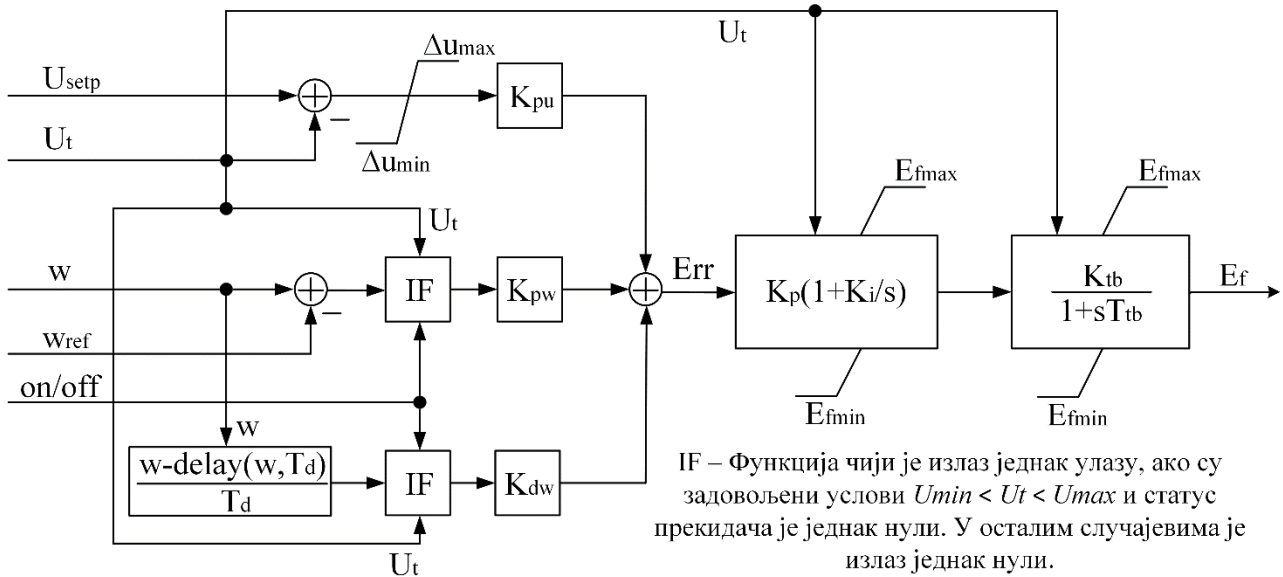 Ut
Usetp
Δumax
Kpu
Ut
Δumin
Efmax
Efmax
Ut
w
IF
Kpw
Err
Kp(1+Ki/s)
Ktb
1+sTtb
Ef
wref
on/off
Efmin
Efmin
w
w-delay(w,Td)
Td
IF
Kdw
Ut
IF – Функција чији је излаз једнак улазу, ако су
задовољени услови Umin < Ut < Umax и статус
прекидача је једнак нули. У осталим случајевима је
излаз једнак нули.